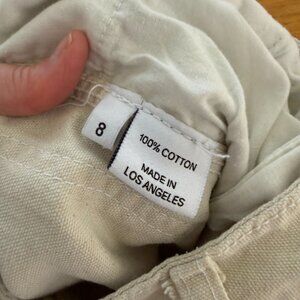 8
100% COTTON
MADE IN
LOS ANGELES